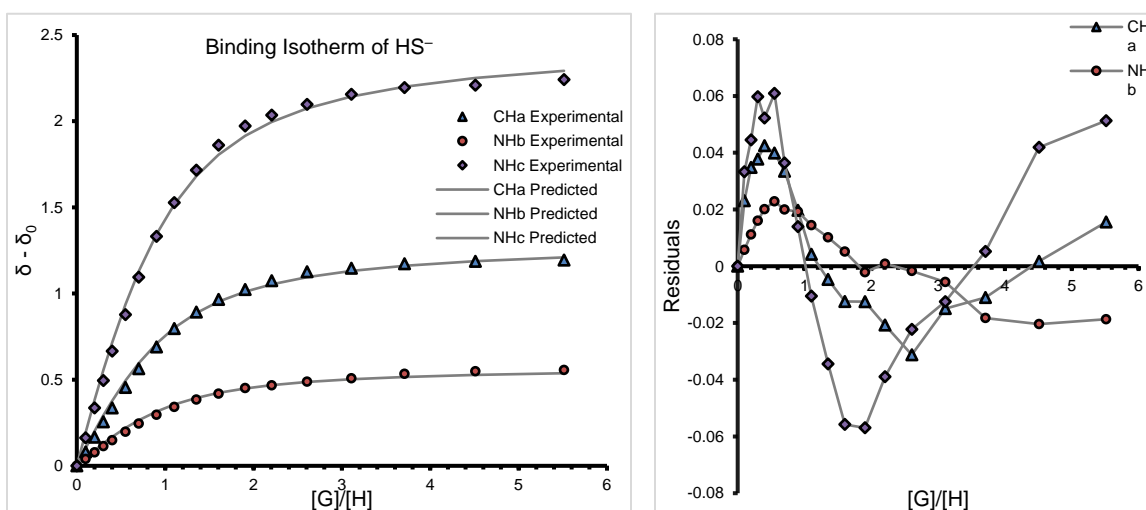 Binding Isotherm of HS⁻
2.5
2
1.5
1
0.5
0
δ - δ0
0 1 2 3 4 5 6
[G]/[H]
CHa Experimental
NHb Experimental
NHc Experimental
CHa Predicted
NHb Predicted
NHc Predicted
0.08
0.06
0.04
0.02
0
-0.02
-0.04
-0.06
-0.08
Residuals
0 1 2 3 4 5 6
[G]/[H]
CH
a
NH
b